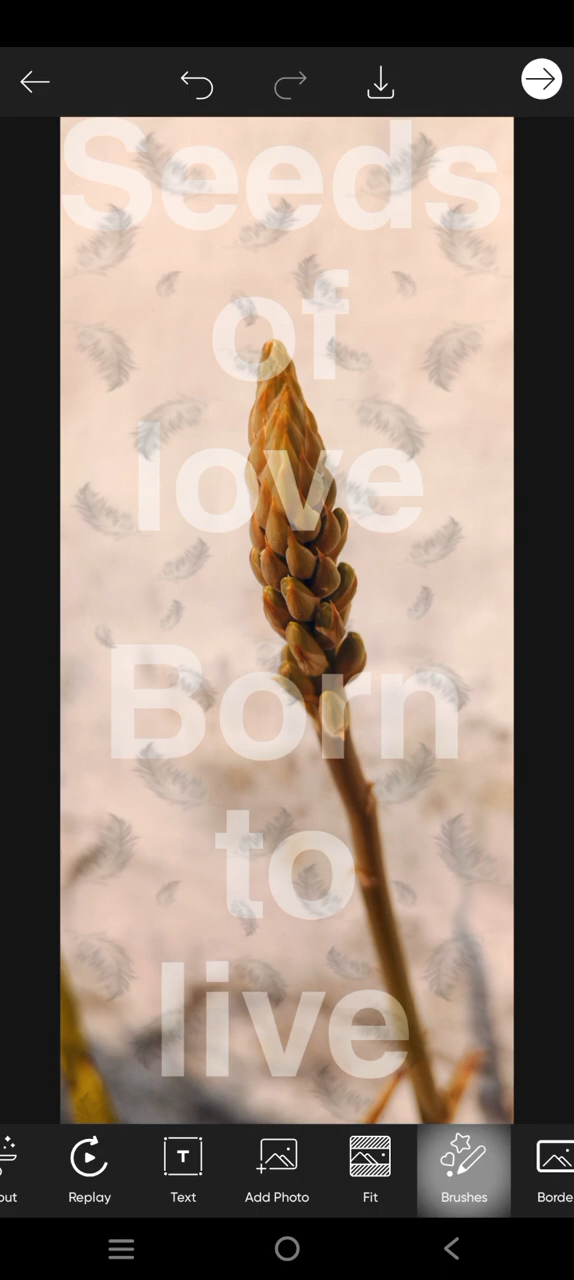 Seeds
of
love
Born
to
live
T
Replay
Text
Add Photo
Fit
Brushes